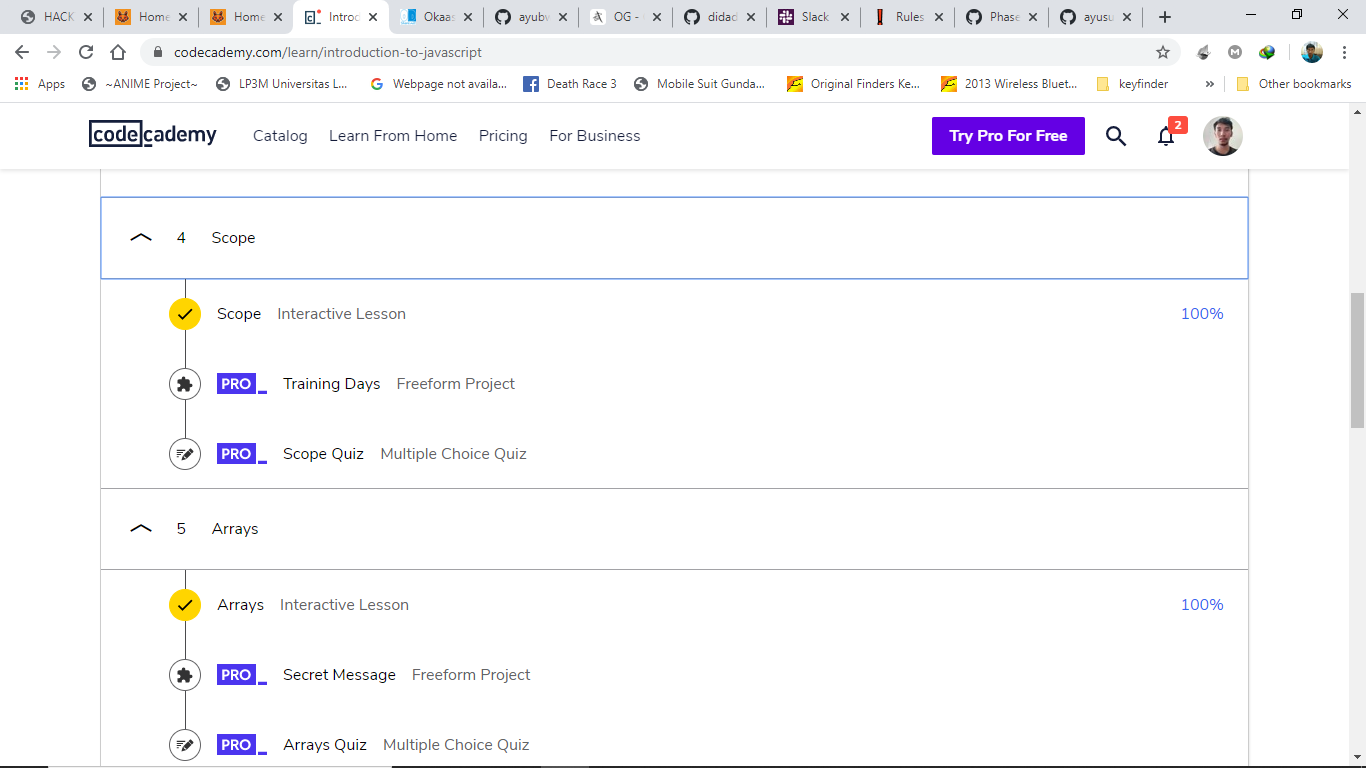 HACK Home Home Introc Okaas ayubw OG - didad Slack Rules Phase ayusu
codecademy.com/learn/introduction-to-javascript
Apps ~ANIME Project~ LP3M Universitas L... Webpage not availa... Death Race 3 Mobile Suit Gunda... Original Finders Ke... 2013 Wireless Bluet... keyfinder » Other bookmarks
codecademy Catalog Learn From Home Pricing For Business Try Pro For Free 2
4 Scope
Scope Interactive Lesson 100%
PRO Training Days Freeform Project
PRO Scope Quiz Multiple Choice Quiz
5 Arrays
Arrays Interactive Lesson 100%
PRO Secret Message Freeform Project
PRO Arrays Quiz Multiple Choice Quiz